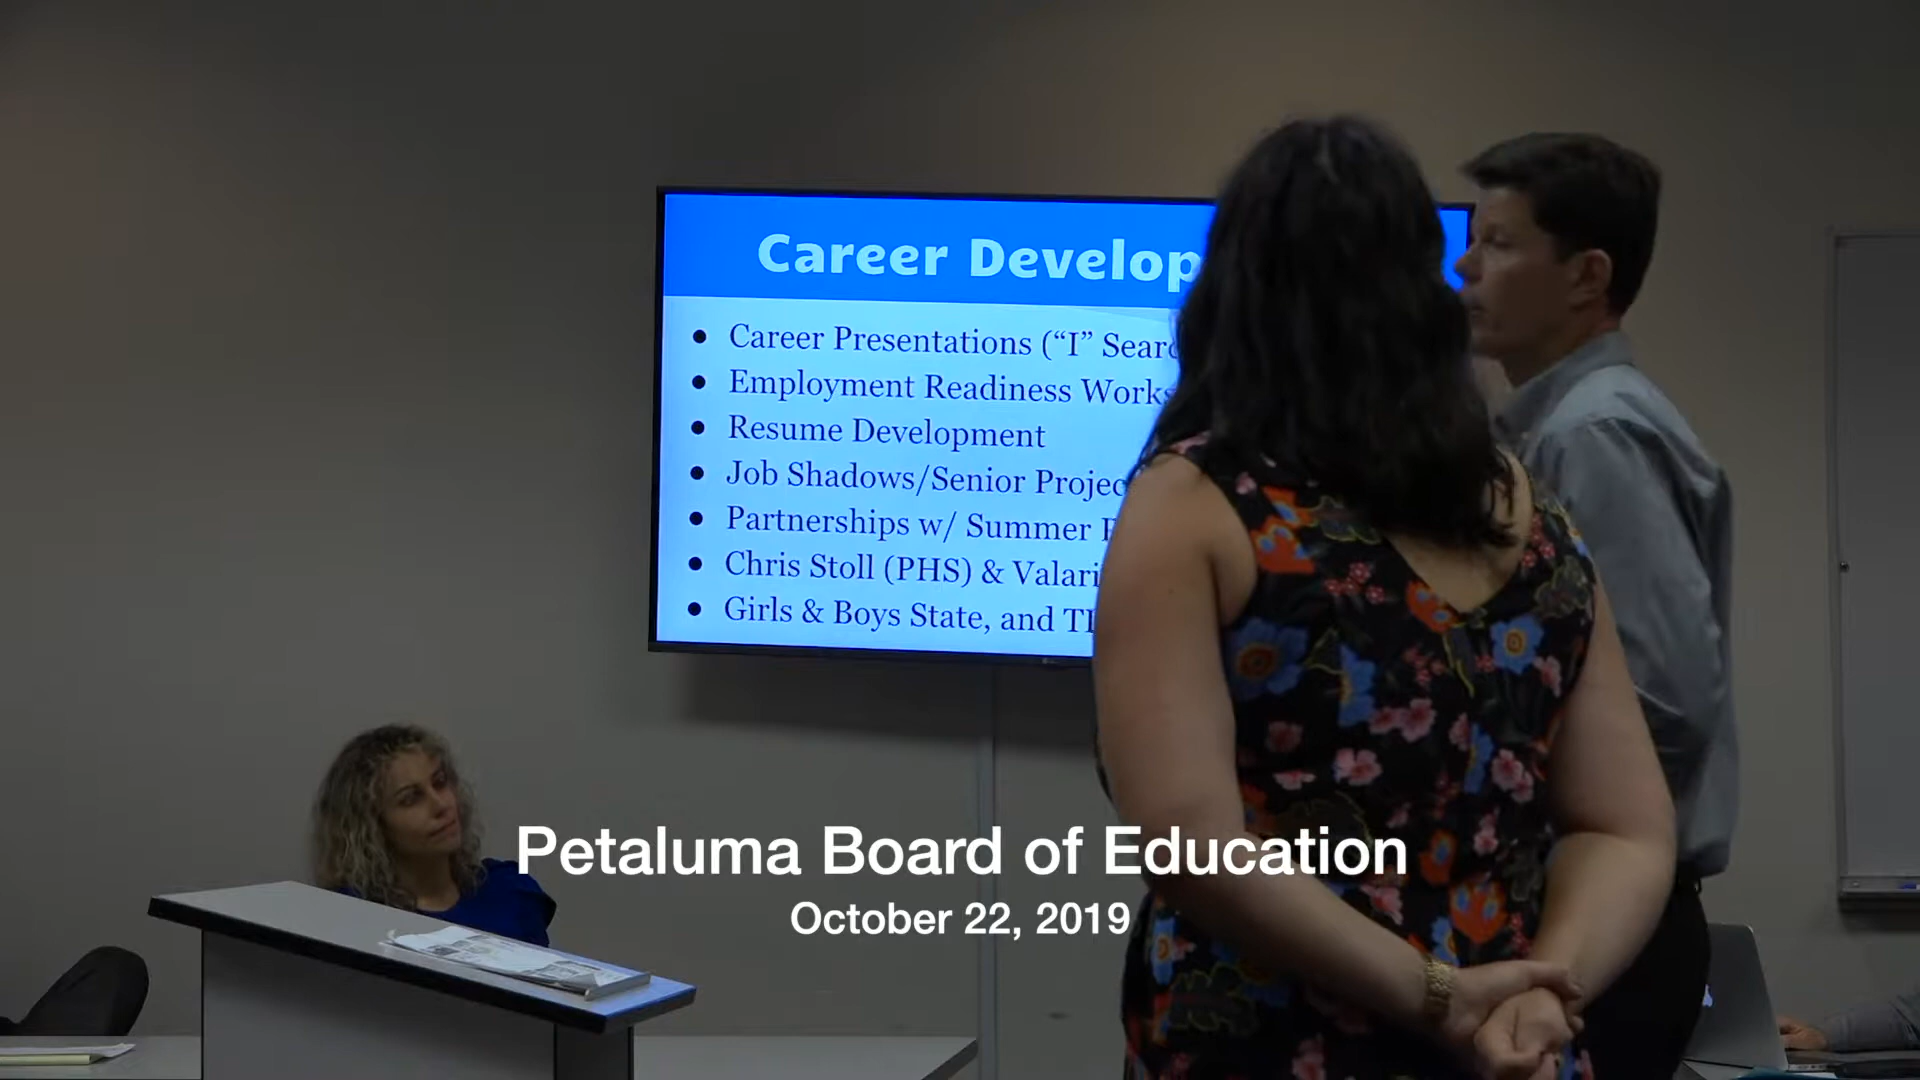 Career Develop
• Career Presentations (“I” Searc
• Employment Readiness Works
• Resume Development
• Job Shadows/Senior Projec
• Partnerships w/ Summer
• Chris Stoll (PHS) & Valari
• Girls & Boys State, and
Petaluma Board of Education
October 22, 2019